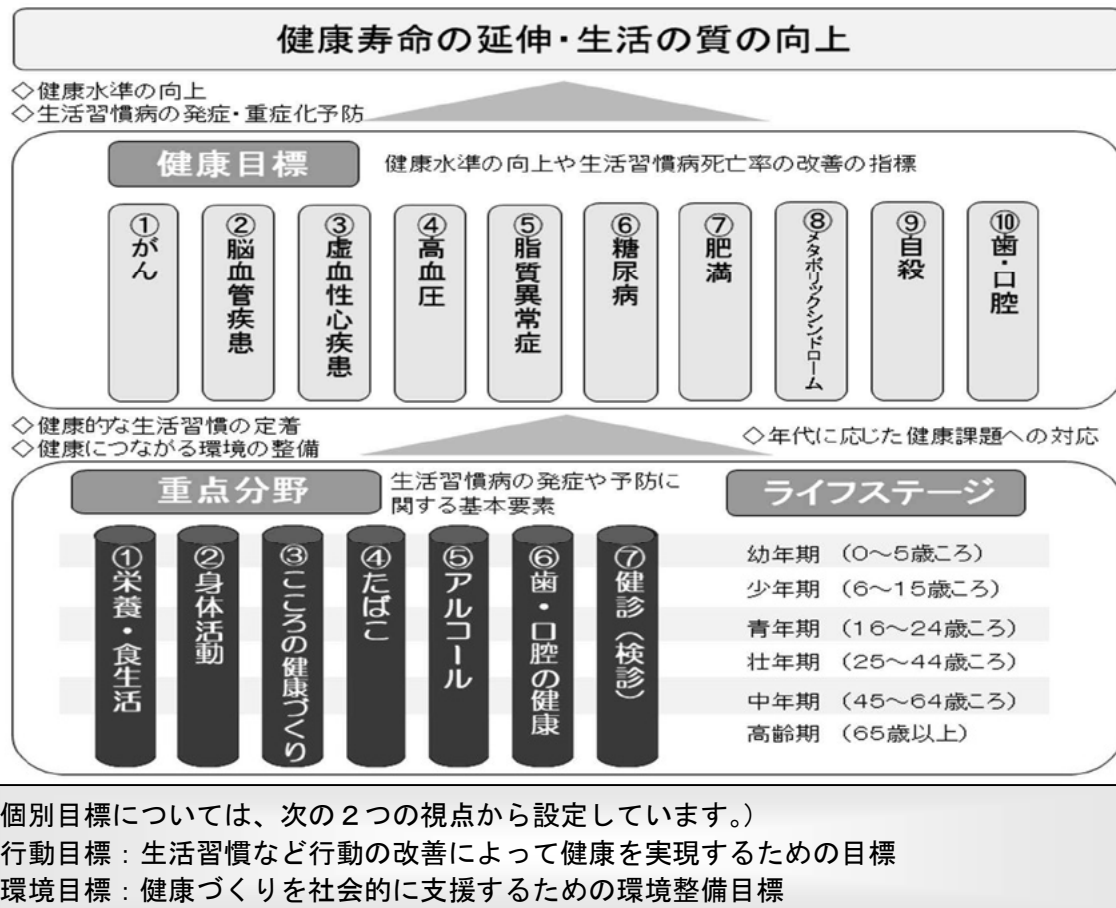 健康寿命の延伸・生活の質の向上
◇健康水準の向上
◇生活習慣病の発症・重症化予防
健康目標
健康水準の向上や生活習慣病死亡率の改善の指標
①がん
②脳血管疾患
③虚血性心疾患
④高血圧
⑤脂質異常症
⑥糖尿病
⑦肥満
⑧メタボリックシンドローム
⑨自殺
⑩歯・口腔
◇健康的な生活習慣の定着
◇健康につながる環境の整備
◇年代に応じた健康課題への対応
重点分野
生活習慣病の発症や予防に
関する基本要素
①栄養・食生活
②身体活動
③こころの健康づくり
④たばこ
⑤アルコール
⑥歯・口腔の健康
⑦健診（検診）
ライフステージ
幼年期 （0～5歳ころ）
少年期 （6～15歳ころ）
青年期 （16～24歳ころ）
壮年期 （25～44歳ころ）
中年期 （45～64歳ころ）
高齢期 （65歳以上）
個別目標については、次の２つの視点から設定しています。）
行動目標：生活習慣など行動の改善によって健康を実現するための目標
環境目標：健康づくりを社会的に支援するための環境整備目標